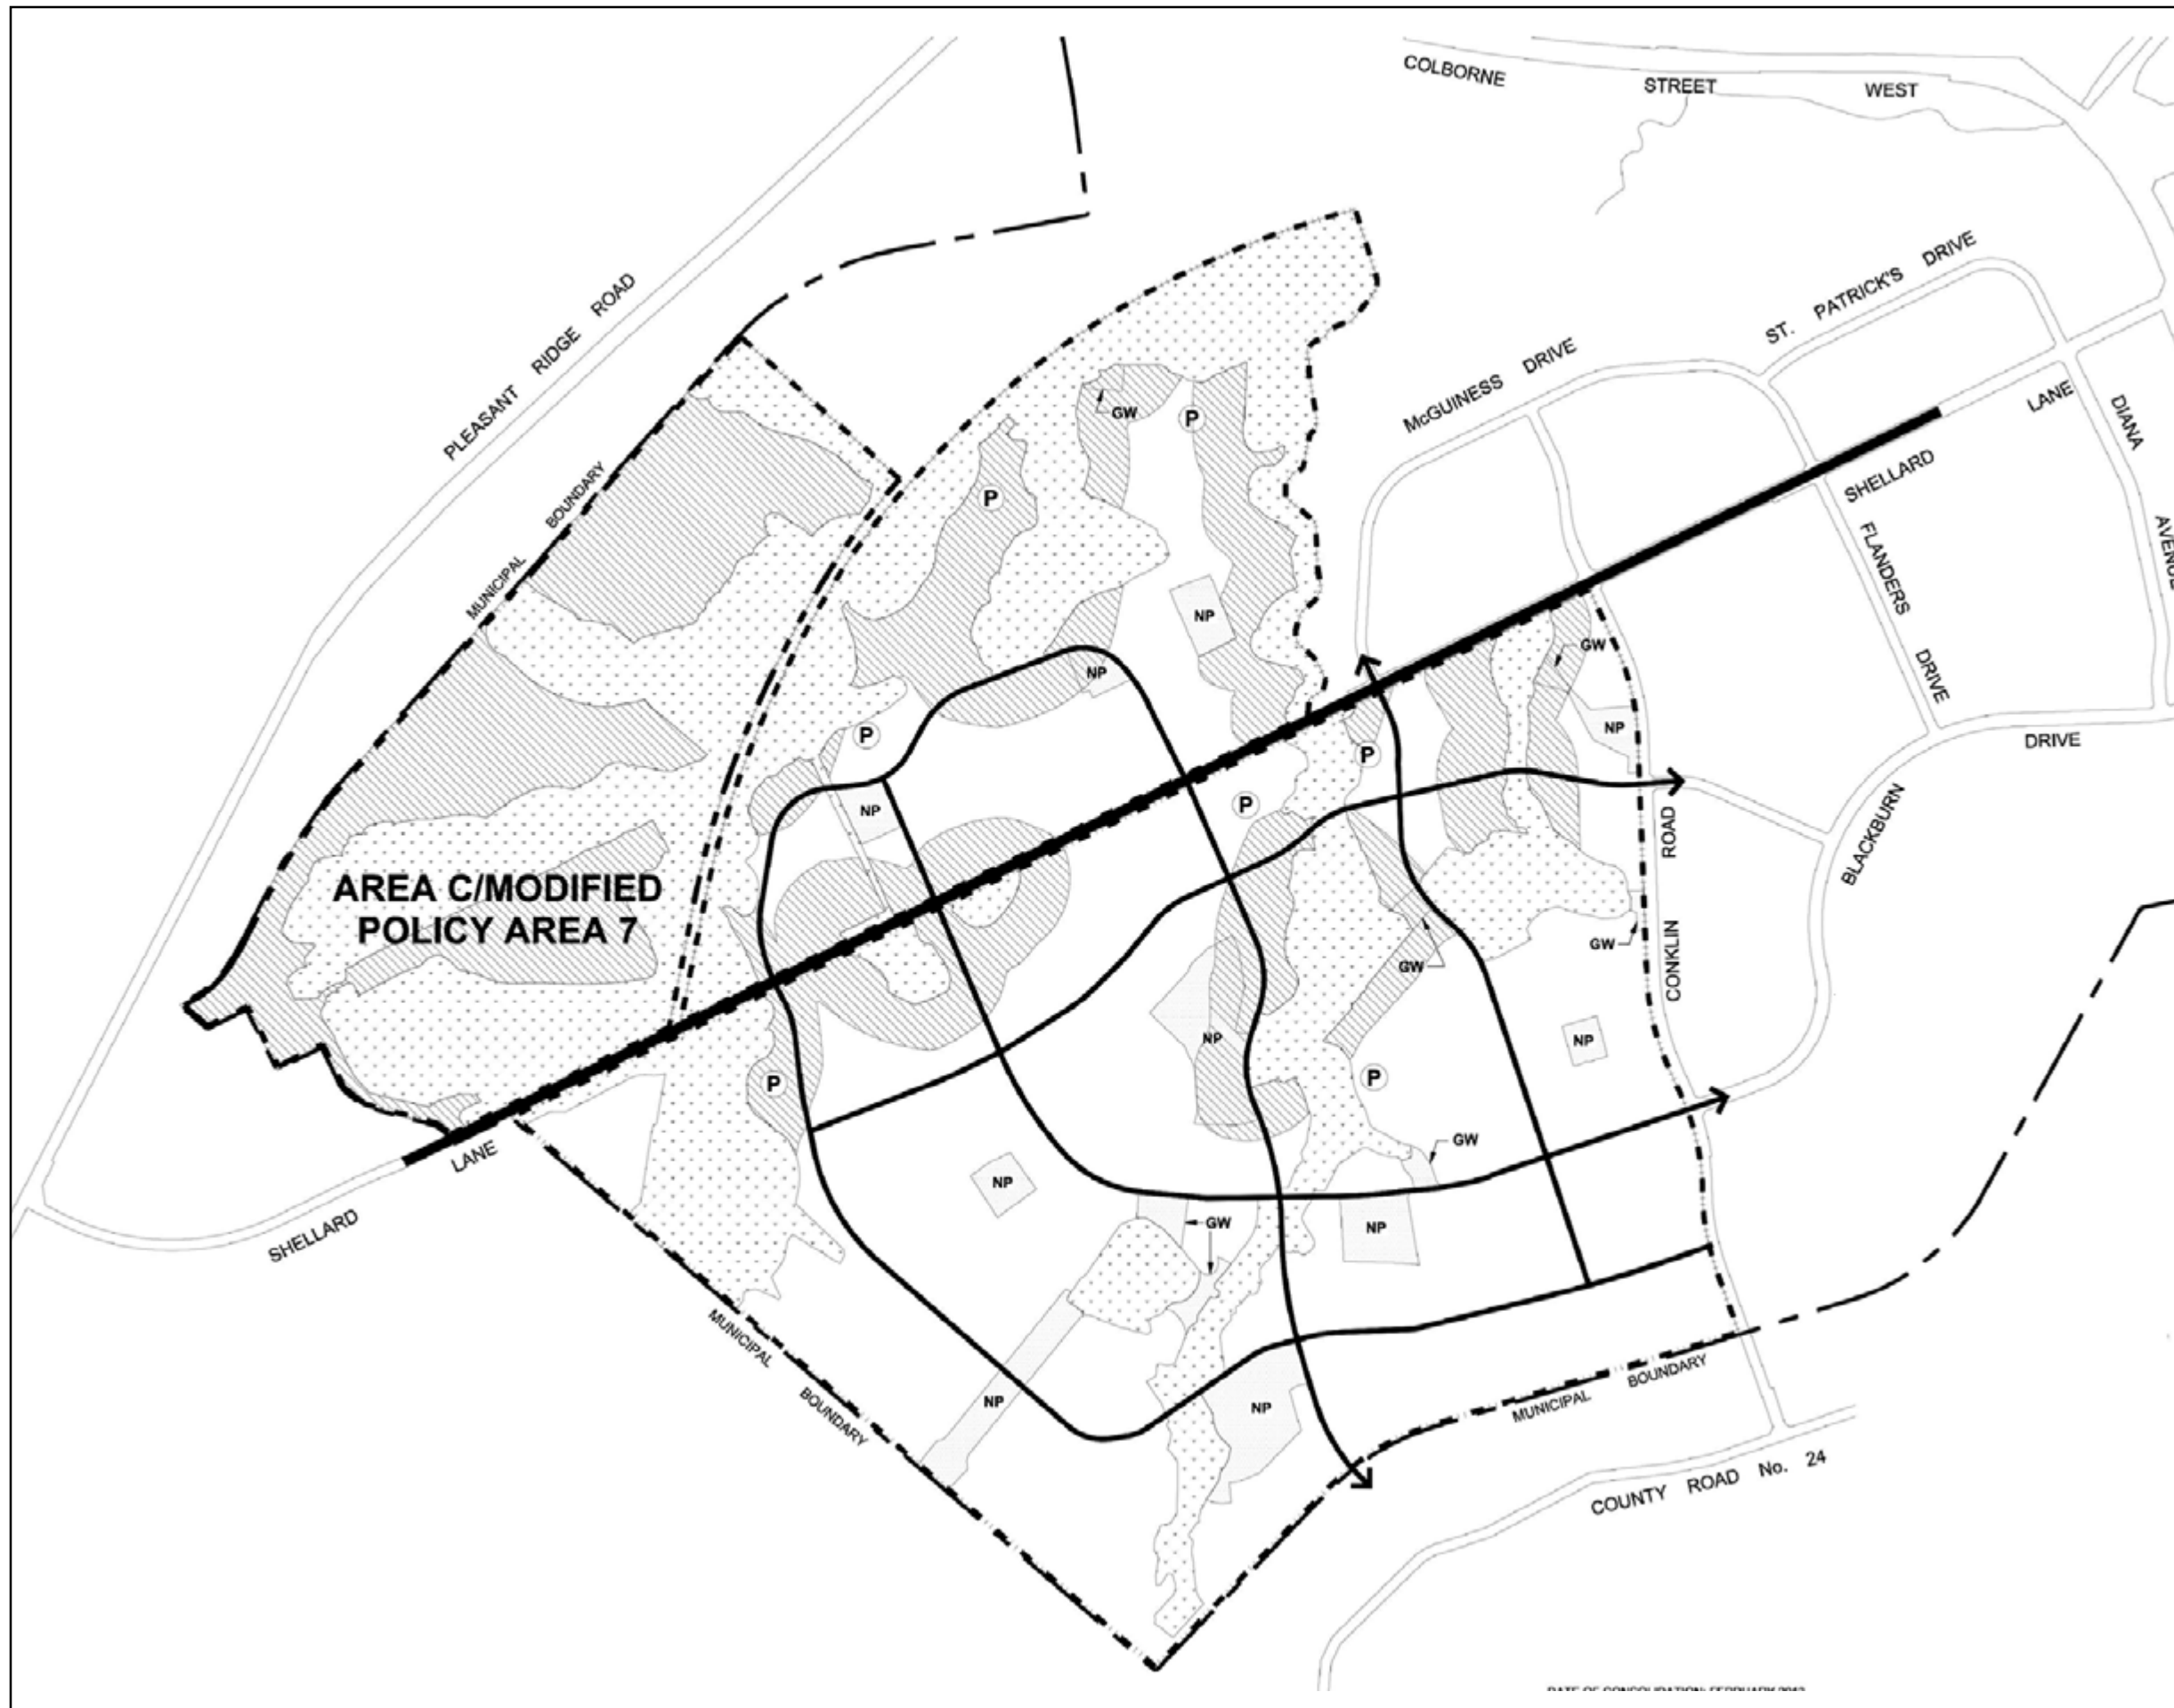 COLBORNE STREET WEST
PLEASANT RIDGE ROAD
ST. PATRICK'S DRIVE
McGUINESS DRIVE
GW
P
LANE
DIANA
AVENUE
SHELLARD
P
FLANDERS
DRIVE
MUNICIPAL BOUNDARY
NP
NP
GW
NP
P
P
DRIVE
P
NP
ROAD
BLACKBURN
AREA C/MODIFIED
POLICY AREA 7
CONKLIN
GW
GW
NP
NP
P
P
LANE
GW
NP
SHELLARD
GW
NP
MUNICIPAL BOUNDARY
NP
NP
MUNICIPAL BOUNDARY
COUNTY ROAD No. 24